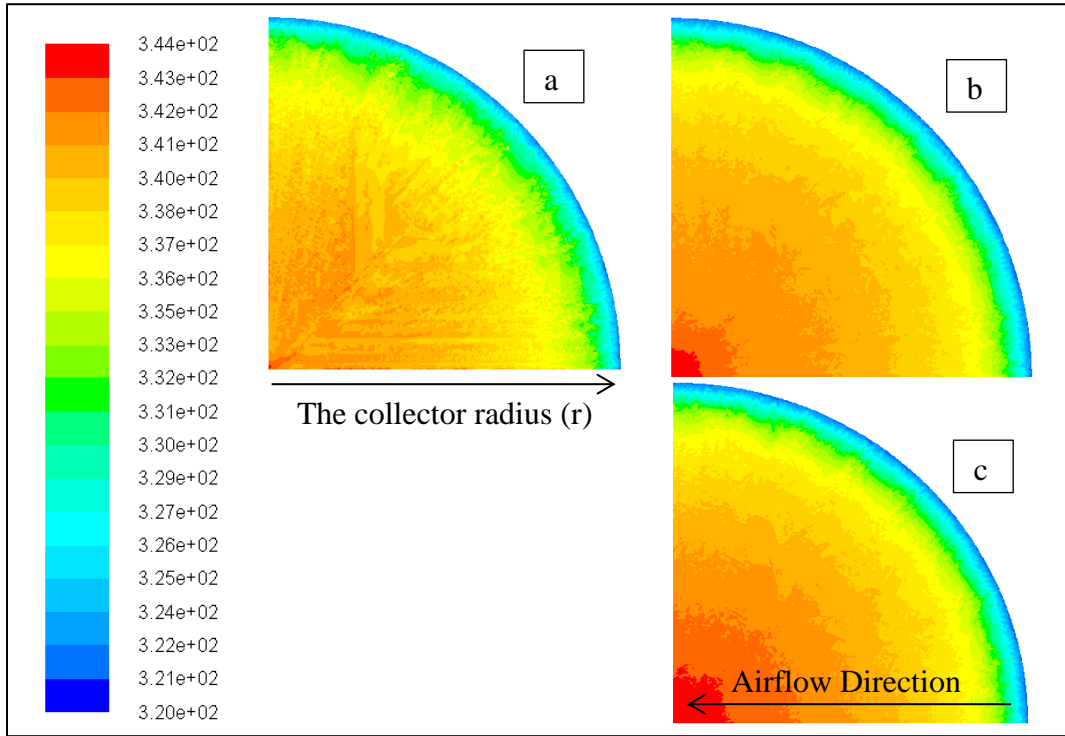 3.44e+02
3.43e+02
3.42e+02
3.41e+02
3.40e+02
3.38e+02
3.37e+02
3.36e+02
3.35e+02
3.33e+02
3.32e+02
3.31e+02
3.30e+02
3.29e+02
3.27e+02
3.26e+02
3.25e+02
3.24e+02
3.22e+02
3.21e+02
3.20e+02
a
b
The collector radius (r)
c
Airflow Direction